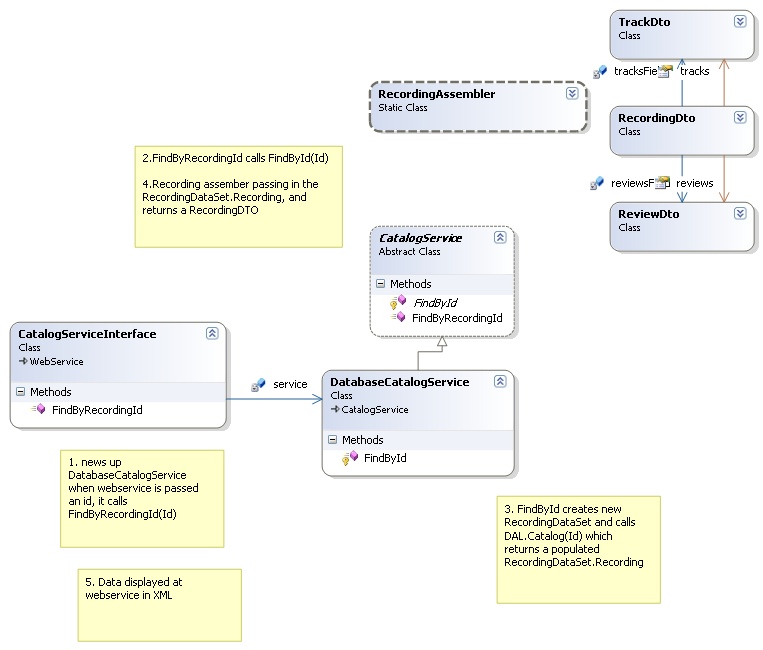 TrackDto
Class
tracksFie
tracks
RecordingAssembler
Static Class
RecordingDto
Class
reviewsF
reviews
ReviewDto
Class
2.FindByRecordingId calls FindById(Id)
4.Recording assember passing in the
RecordingDataSet.Recording, and
returns a RecordingDTO
CatalogService
Abstract Class
Methods
FindById
FindByRecordingId
CatalogServiceInterface
Class
WebService
Methods
FindByRecordingId
service
DatabaseCatalogService
Class
CatalogService
Methods
FindById
1. news up
DatabaseCatalogService
when webservice is passed
an id, it calls
FindByRecordingId(Id)
3. FindById creates new
RecordingDataSet and calls
DAL.Catalog(Id) which
returns a populated
RecordingDataSet.Recording
5. Data displayed at
webservice in XML